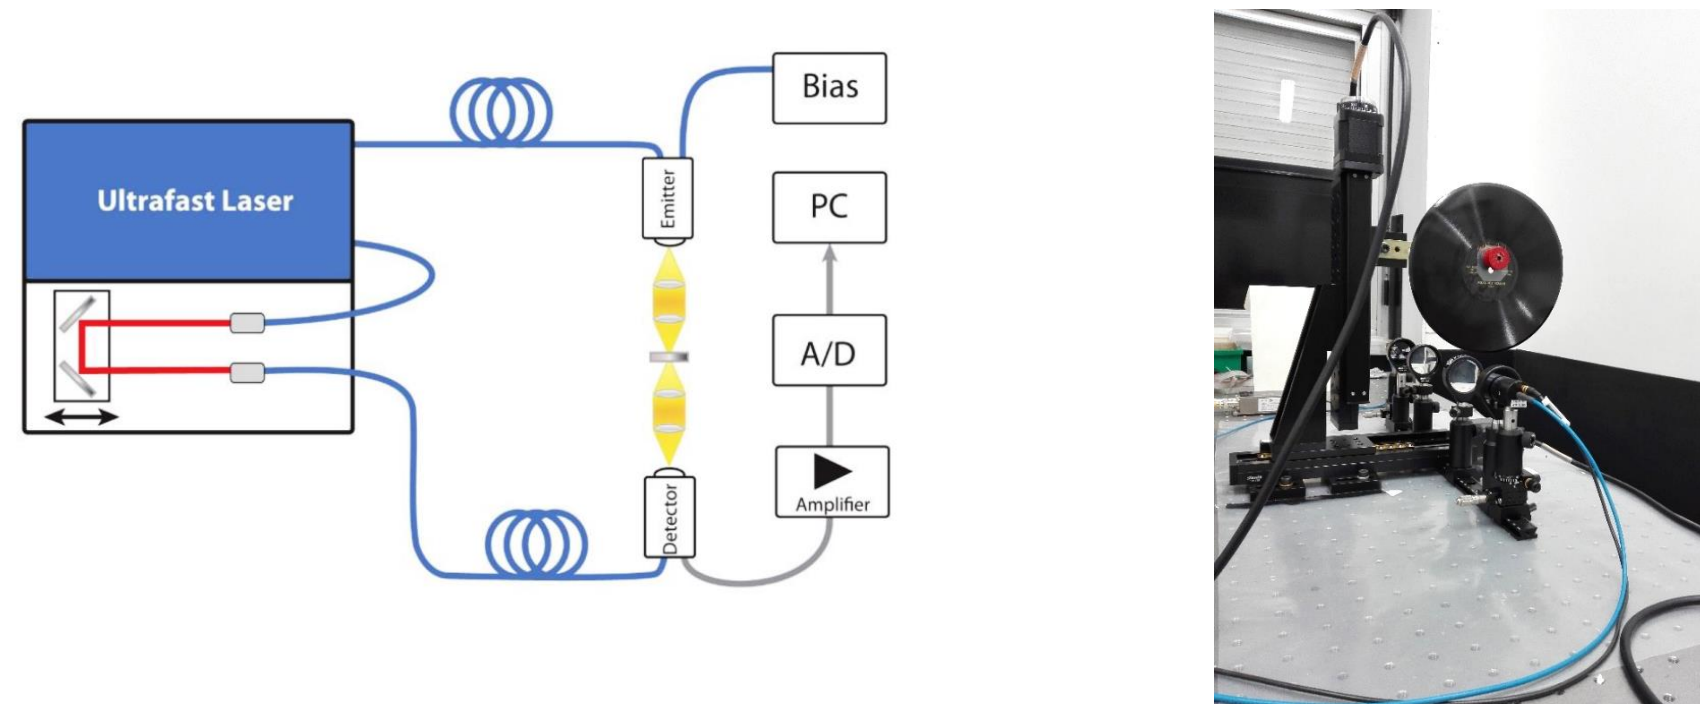 Bias
Ultrafast Laser
Emitter
PC
A/D
Amplifier
Detector